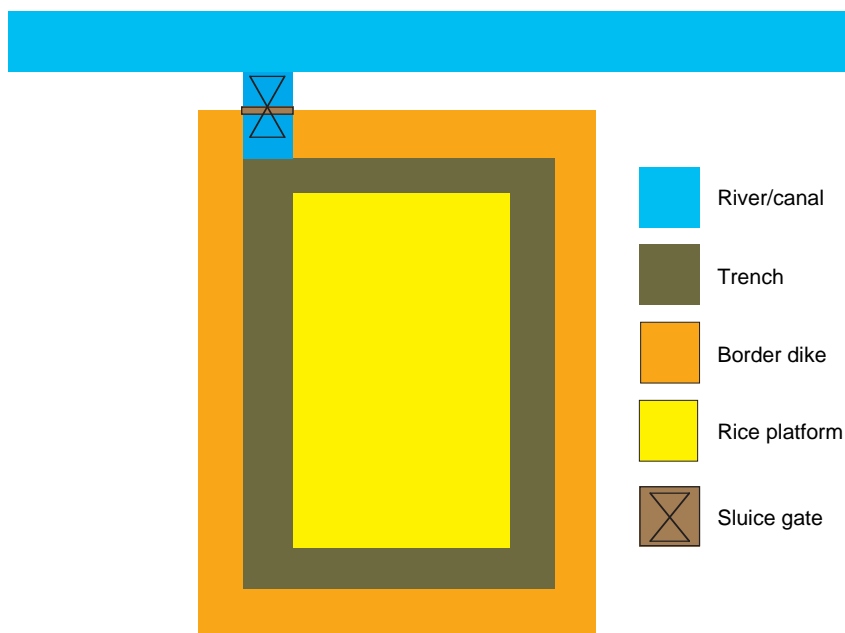 River/canal
Trench
Border dike
Rice platform
Sluice gate